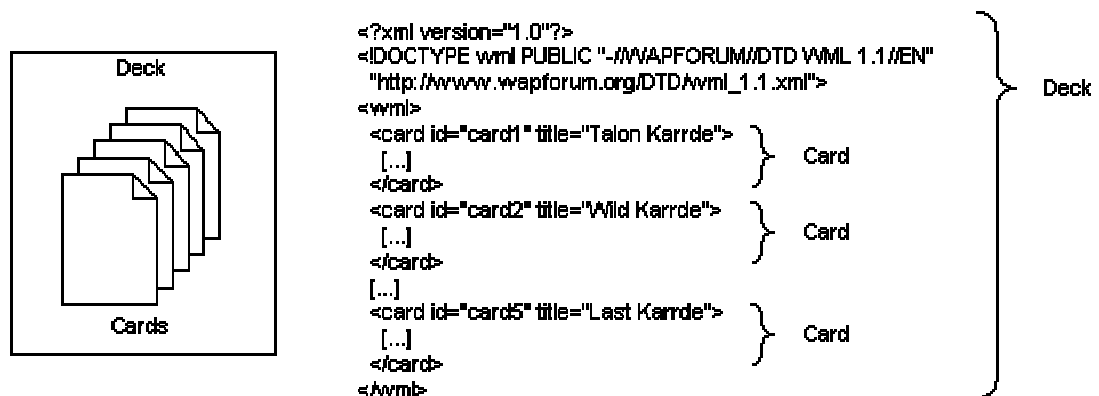 Deck
Cards
<?xml version="1.0"?>
<!DOCTYPE wml PUBLIC "-//WAPFORUM//DTD WML 1.1//EN"
"http://www.wapforum.org/DTD/wml_1.1.xml">
<wml>
<card id="card1" title="Talon Karrde">
[...]
</card>
<card id="card2" title="Wild Karrde">
[...]
</card>
[...]
<card id="card5" title="Last Karrde">
[...]
</card>
</wml>
Card
Card
Card
Deck